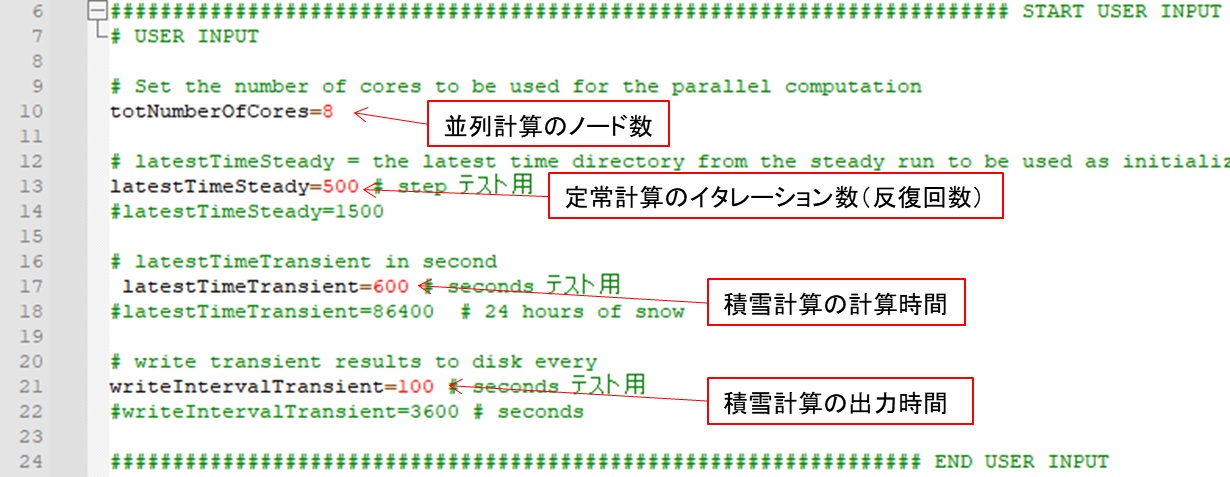 6 ######################################################################## START USER INPUT
7 # USER INPUT
8
9 # Set the number of cores to be used for the parallel computation
10 totNumberOfCores=8
並列計算のノード数
11
12 # latestTimeSteady = the latest time directory from the steady run to be used as
13 latestTimeSteady=500 # step テスト用
定常計算のイタレーション数(反復回数)
14 #latestTimeSteady=1500
15
16 # latestTimeTransient in second
17 latestTimeTransient=600 # seconds テスト用
積雪計算の計算時間
18 #latestTimeTransient=86400 # 24 hours of snow
19
20 # write transient results to disk every
21 writeIntervalTransient=100 # seconds テスト用
積雪計算の出力時間
22 #writeIntervalTransient=3600 # seconds
23
24 ################################################################# END USER INPUT